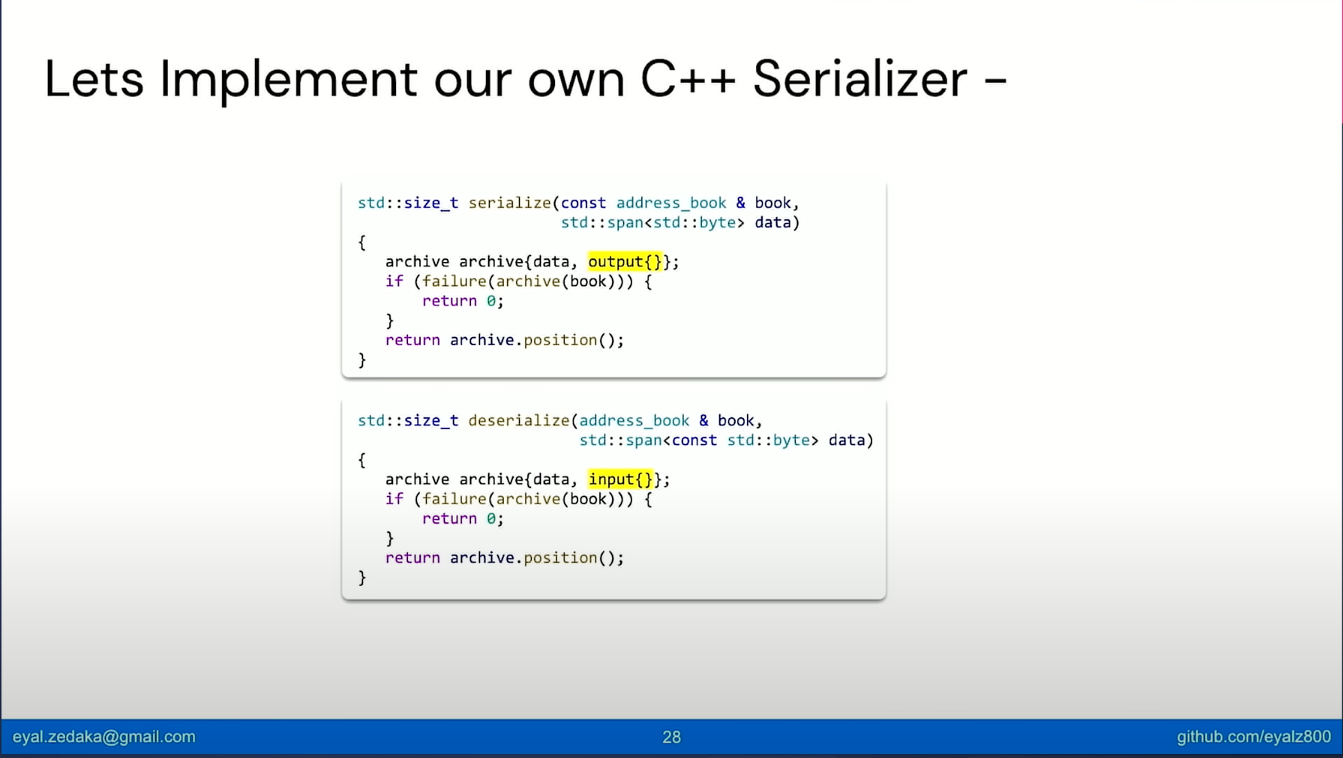 Lets Implement our own C++ Serializer –
std::size_t serialize(const address_book & book,
                      std::span<std::byte> data)
{
   archive archive{data, output{}};
   if (failure(archive(book))) {
       return 0;
   }
   return archive.position();
}
std::size_t deserialize(address_book & book,
                        std::span<const std::byte> data)
{
   archive archive{data, input{}};
   if (failure(archive(book))) {
       return 0;
   }
   return archive.position();
}
eyal.zedaka@gmail.com
28
github.com/eyalz800